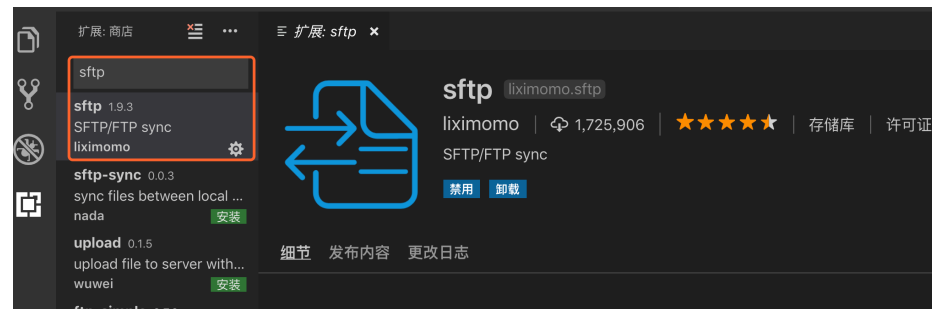 扩展: 商店
sftp
sftp 1.9.3
SFTP/FTP sync
liximomo
sftp-sync 0.0.3
sync files between local ...
nada 安装
upload 0.1.5
upload file to server with...
wuwei 安装
扩展: sftp
sftp liximomo.sftp
liximomo 1,725,906 存储库 许可证
SFTP/FTP sync
禁用 卸载
细节 发布内容 更改日志